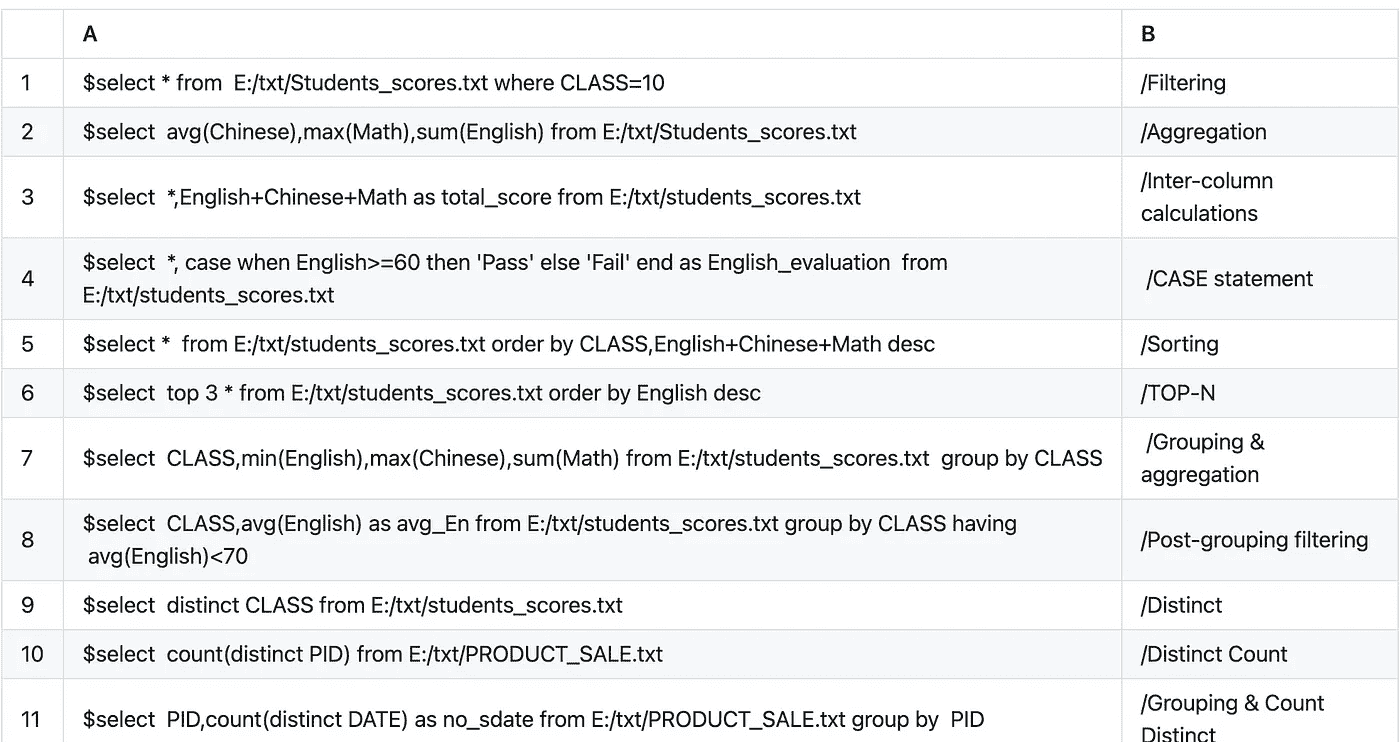 A B
1 $select * from  E:/txt/Students_scores.txt where CLASS=10 /Filtering
2 $select  avg(Chinese),max(Math),sum(English) from E:/txt/Students_scores.txt /Aggregation
3 $select  *,English+Chinese+Math as total_score from E:/txt/students_scores.txt /Inter-column
calculations
4 $select  *, case when English>=60 then 'Pass' else 'Fail' end as English_evaluation  from
E:/txt/students_scores.txt /CASE statement
5 $select *  from E:/txt/students_scores.txt order by CLASS,English+Chinese+Math desc /Sorting
6 $select  top 3 * from E:/txt/students_scores.txt order by English desc /TOP-N
7 $select  CLASS,min(English),max(Chinese),sum(Math) from E:/txt/students_scores.txt  group by CLASS /Grouping &
aggregation
8 $select  CLASS,avg(English) as avg_En from E:/txt/students_scores.txt group by CLASS having
avg(English)<70 /Post-grouping filtering
9 $select  distinct CLASS from E:/txt/students_scores.txt /Distinct
10 $select  count(distinct PID) from E:/txt/PRODUCT_SALE.txt /Distinct Count
11 $select  PID,count(distinct DATE) as no_sdate from E:/txt/PRODUCT_SALE.txt group by  PID /Grouping & Count
Distinct